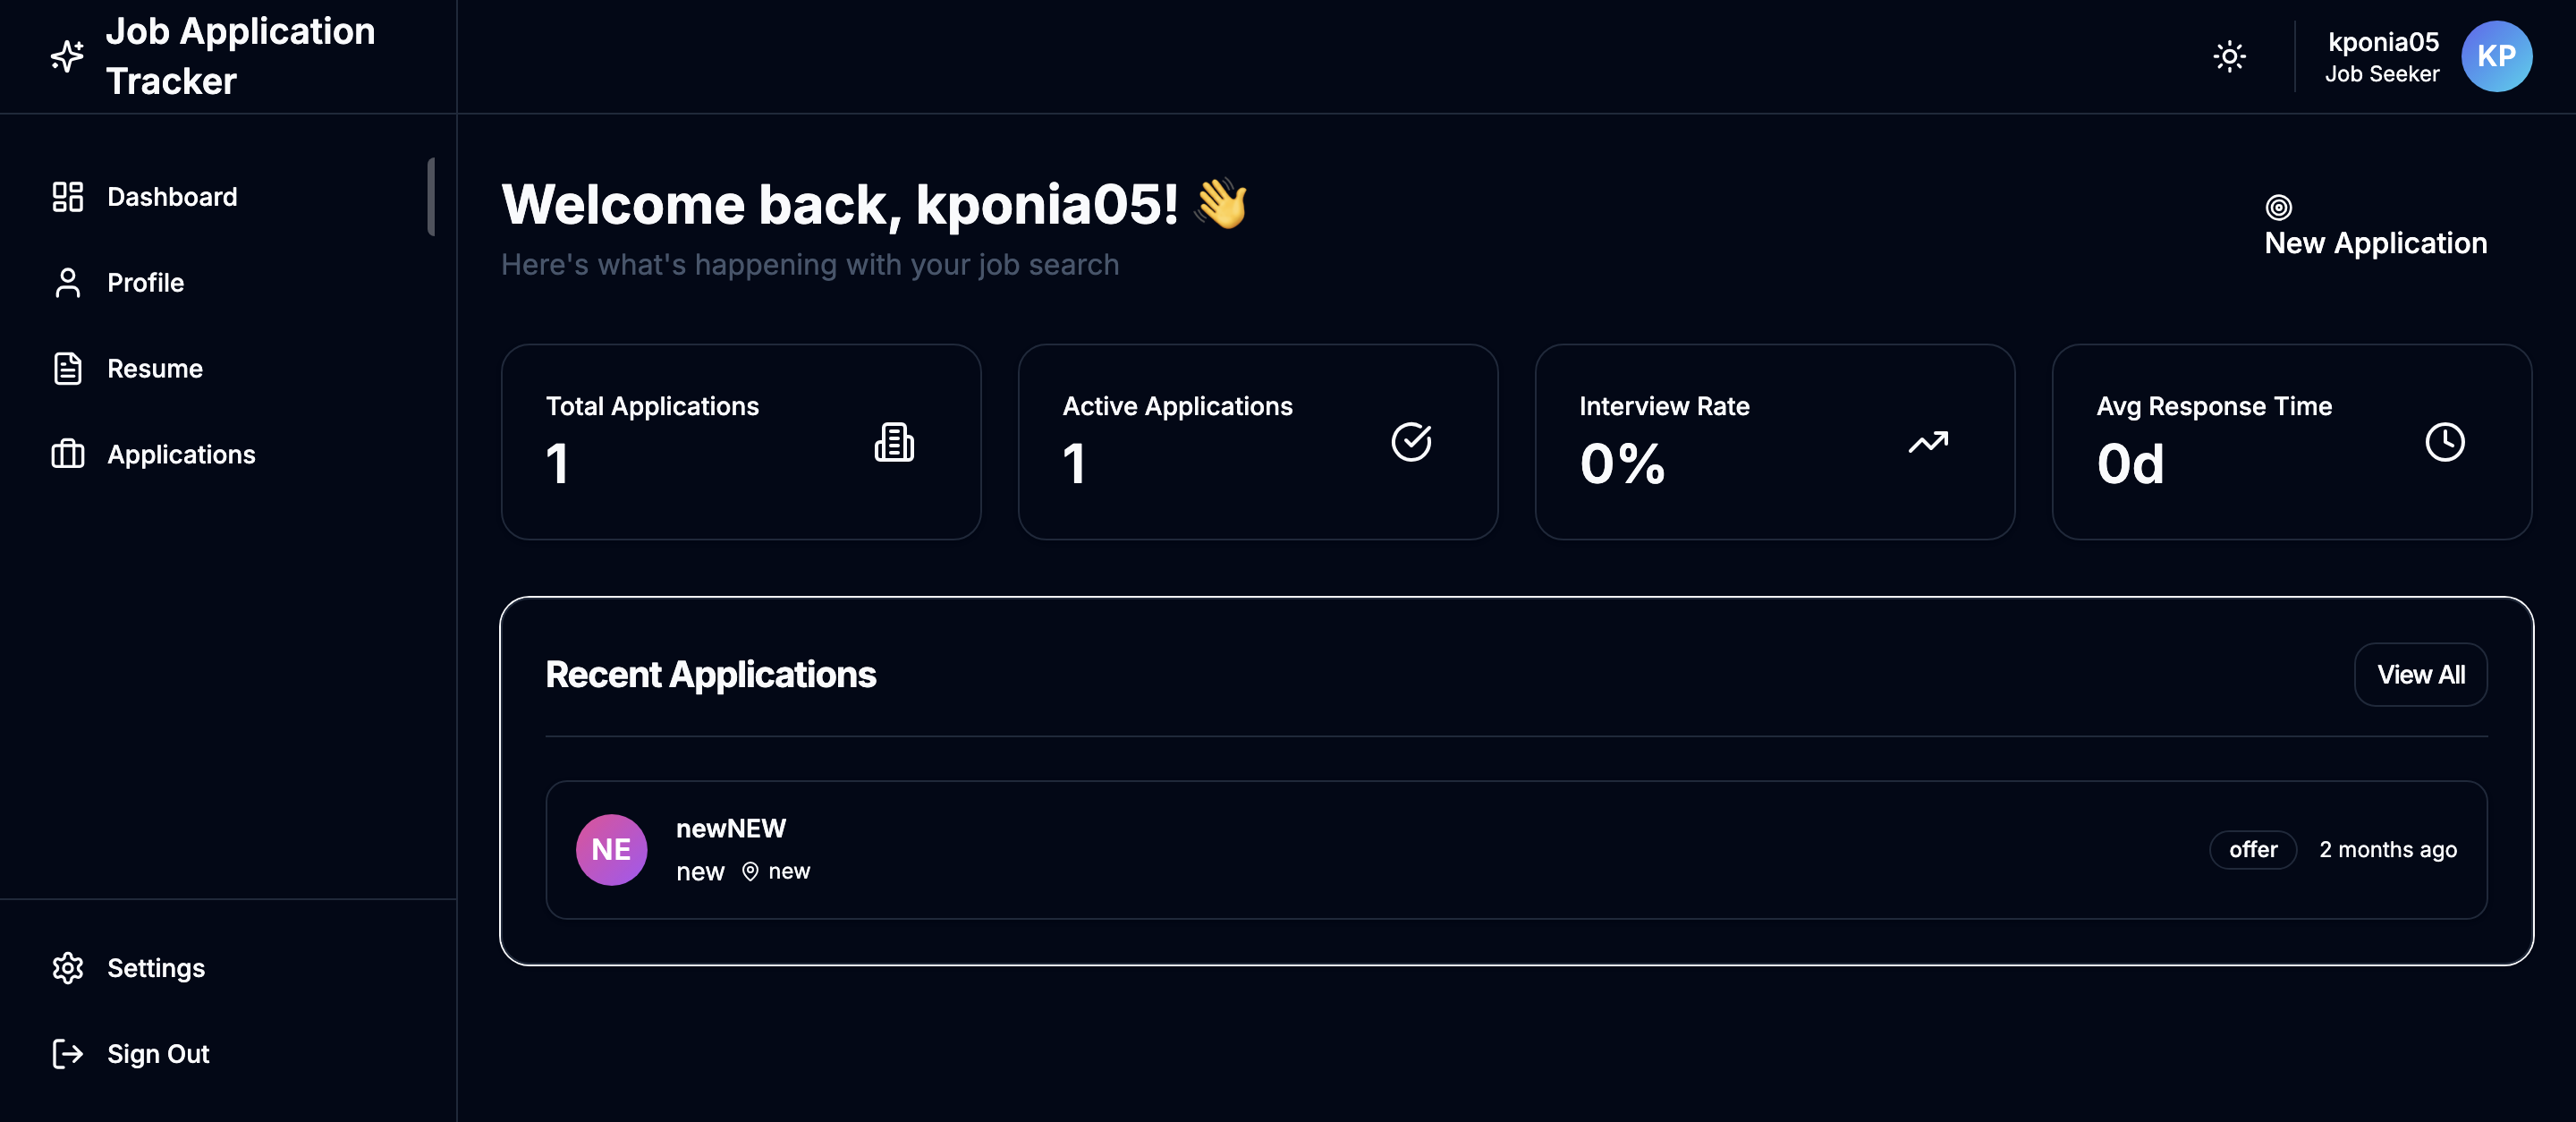 Job Application
Tracker
kponia05
Job Seeker
KP
Dashboard
Profile
Resume
Applications
Settings
Sign Out
Welcome back, kponia05! 👋
Here's what's happening with your job search
New Application
Total Applications
1
Active Applications
1
Interview Rate
0%
Avg Response Time
0d
Recent Applications
View All
NE
newNEW
new new
offer
2 months ago